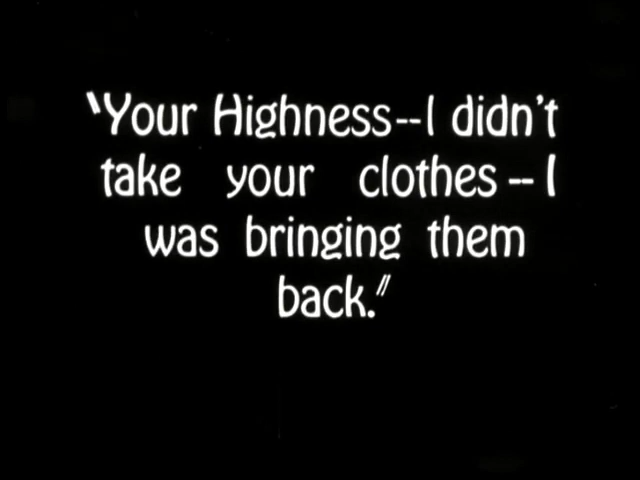 "Your Highness--I didn't
take your clothes--I
was bringing them
back."